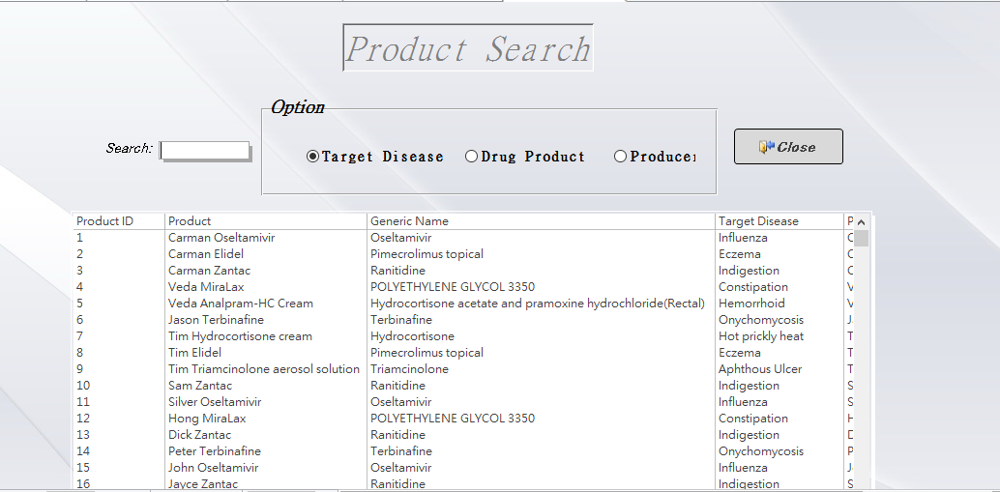 Product Search
Option
Search:
Target Disease Drug Product Producer
Close
Product ID Product Generic Name Target Disease P
1 Carman Oseltamivir Oseltamivir Influenza C
2 Carman Elidel Pimecrolimus topical Eczema C
3 Carman Zantac Ranitidine Indigestion C
4 Veda MiraLax POLYETHYLENE GLYCOL 3350 Constipation V
5 Veda Analpram-HC Cream Hydrocortisone acetate and pramoxine hydrochloride(Rectal) Hemorrhoid V
6 Jason Terbinafine Terbinafine Onychomycosis J
7 Tim Hydrocortisone cream Hydrocortisone Hot prickly heat T
8 Tim Elidel Pimecrolimus topical Eczema T
9 Tim Triamcinolone aerosol solution Triamcinolone Aphthous Ulcer T
10 Sam Zantac Ranitidine Indigestion S
11 Silver Oseltamivir Oseltamivir Influenza S
12 Hong MiraLax POLYETHYLENE GLYCOL 3350 Constipation H
13 Dick Zantac Ranitidine Indigestion D
14 Peter Terbinafine Terbinafine Onychomycosis P
15 John Oseltamivir Oseltamivir Influenza J
16 Jayce Zantac Ranitidine Indigestion S